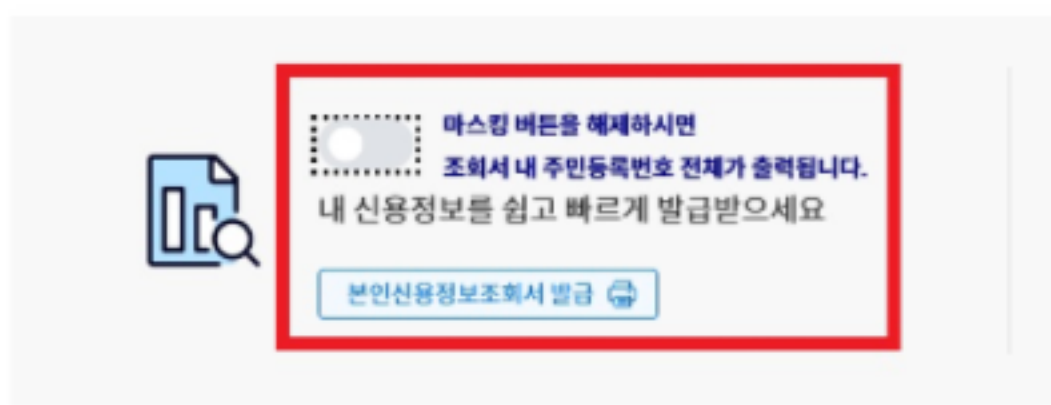 마스킹 버튼을 해제하시면
조회서 내 주민등록번호 전체가 출력됩니다.
내 신용정보를 쉽고 빠르게 발급받으세요
본인신용정보조회서 발급